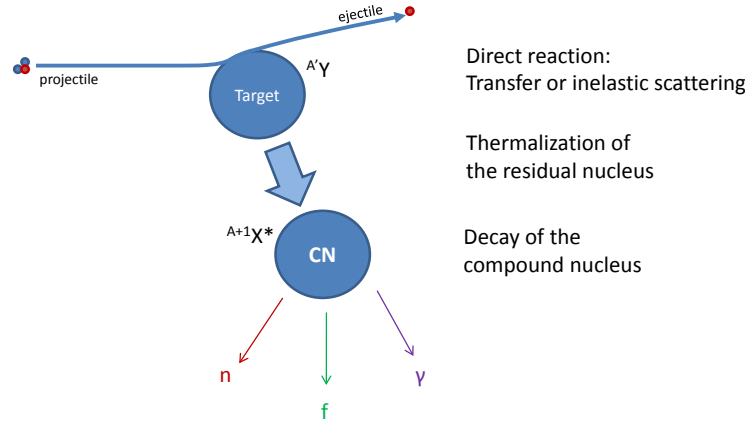 ejectile
projectile
Target
A'Y
Direct reaction:
Transfer or inelastic scattering
Thermalization of
the residual nucleus
A+1X*
CN
Decay of the
compound nucleus
n
f
γ